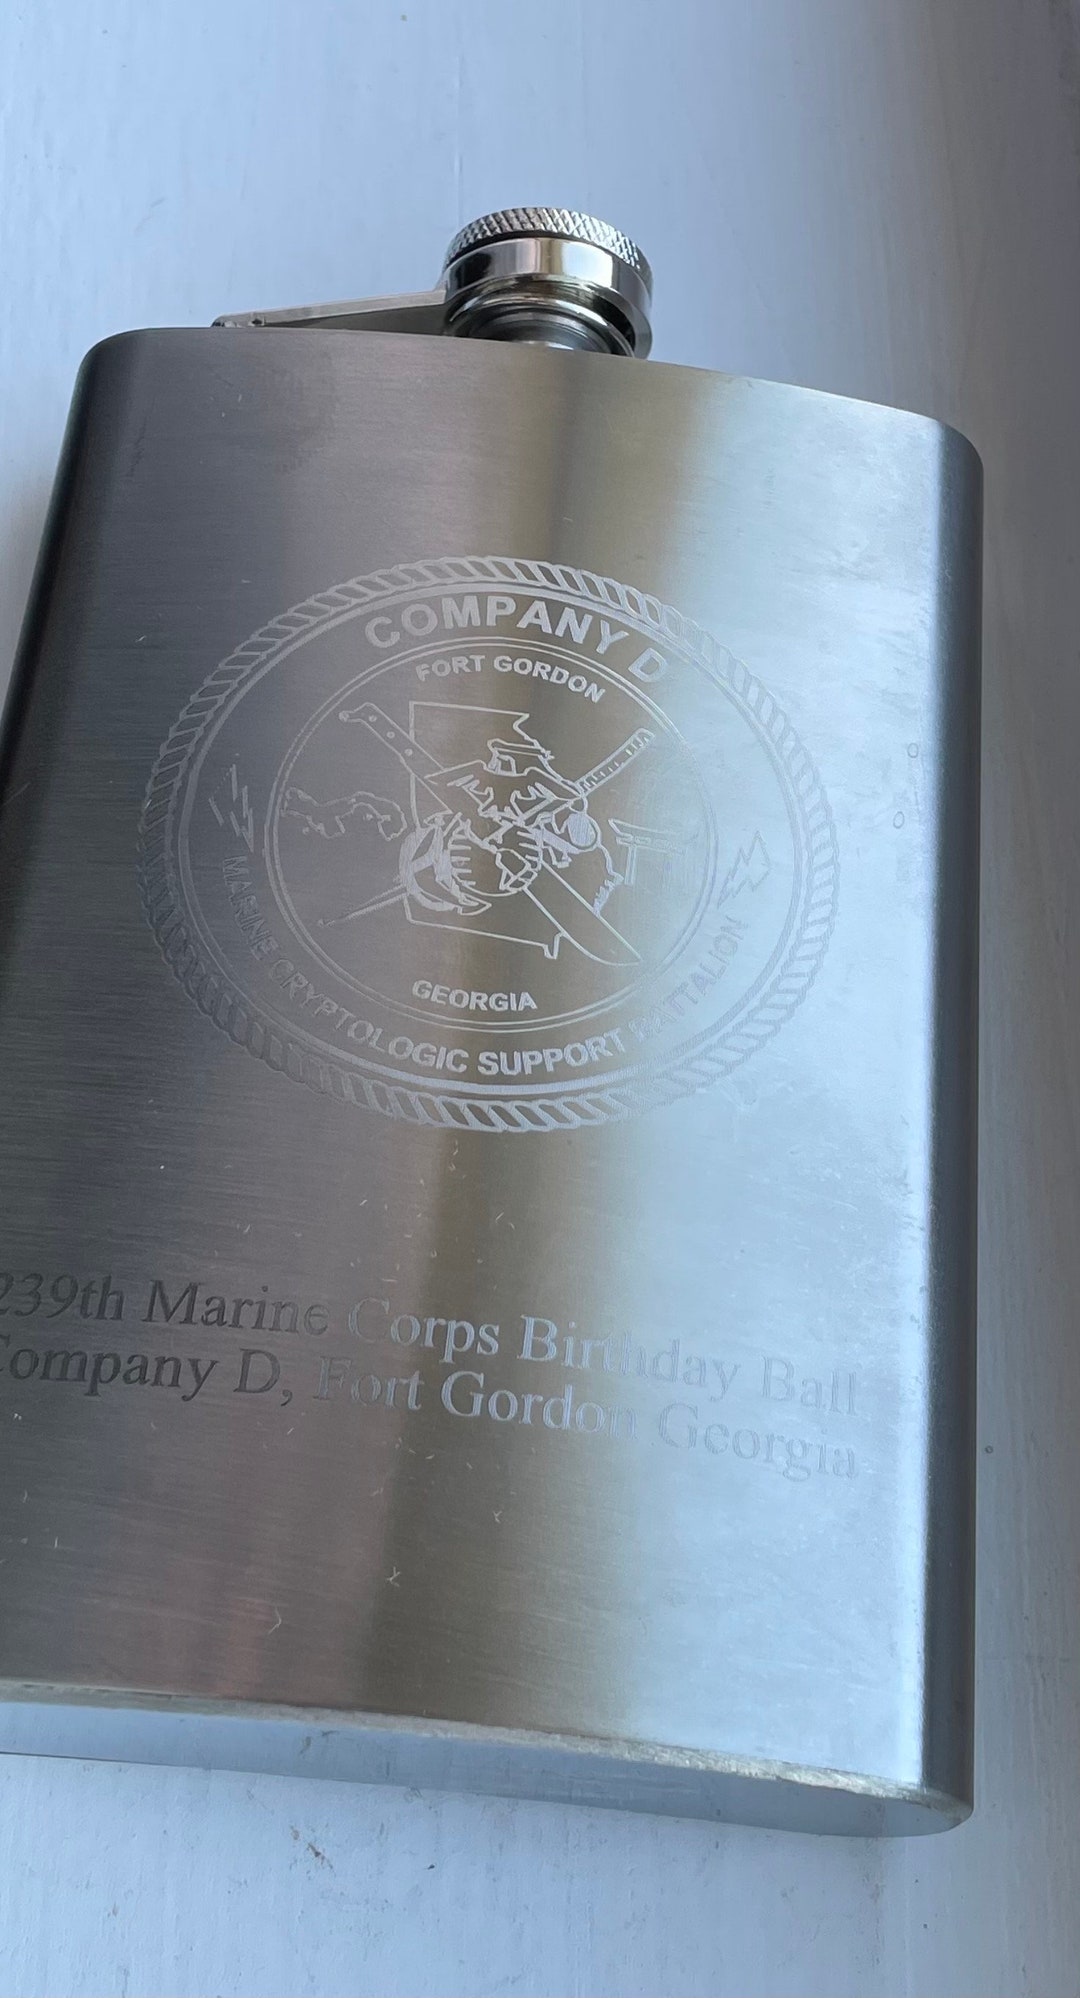 COMPANY D
FORT GORDON
GEORGIA
MARINE CRYPTOLOGIC SUPPORT BATTALION
239th Marine Corps Birthday Ball
Company D, Fort Gordon Georgia